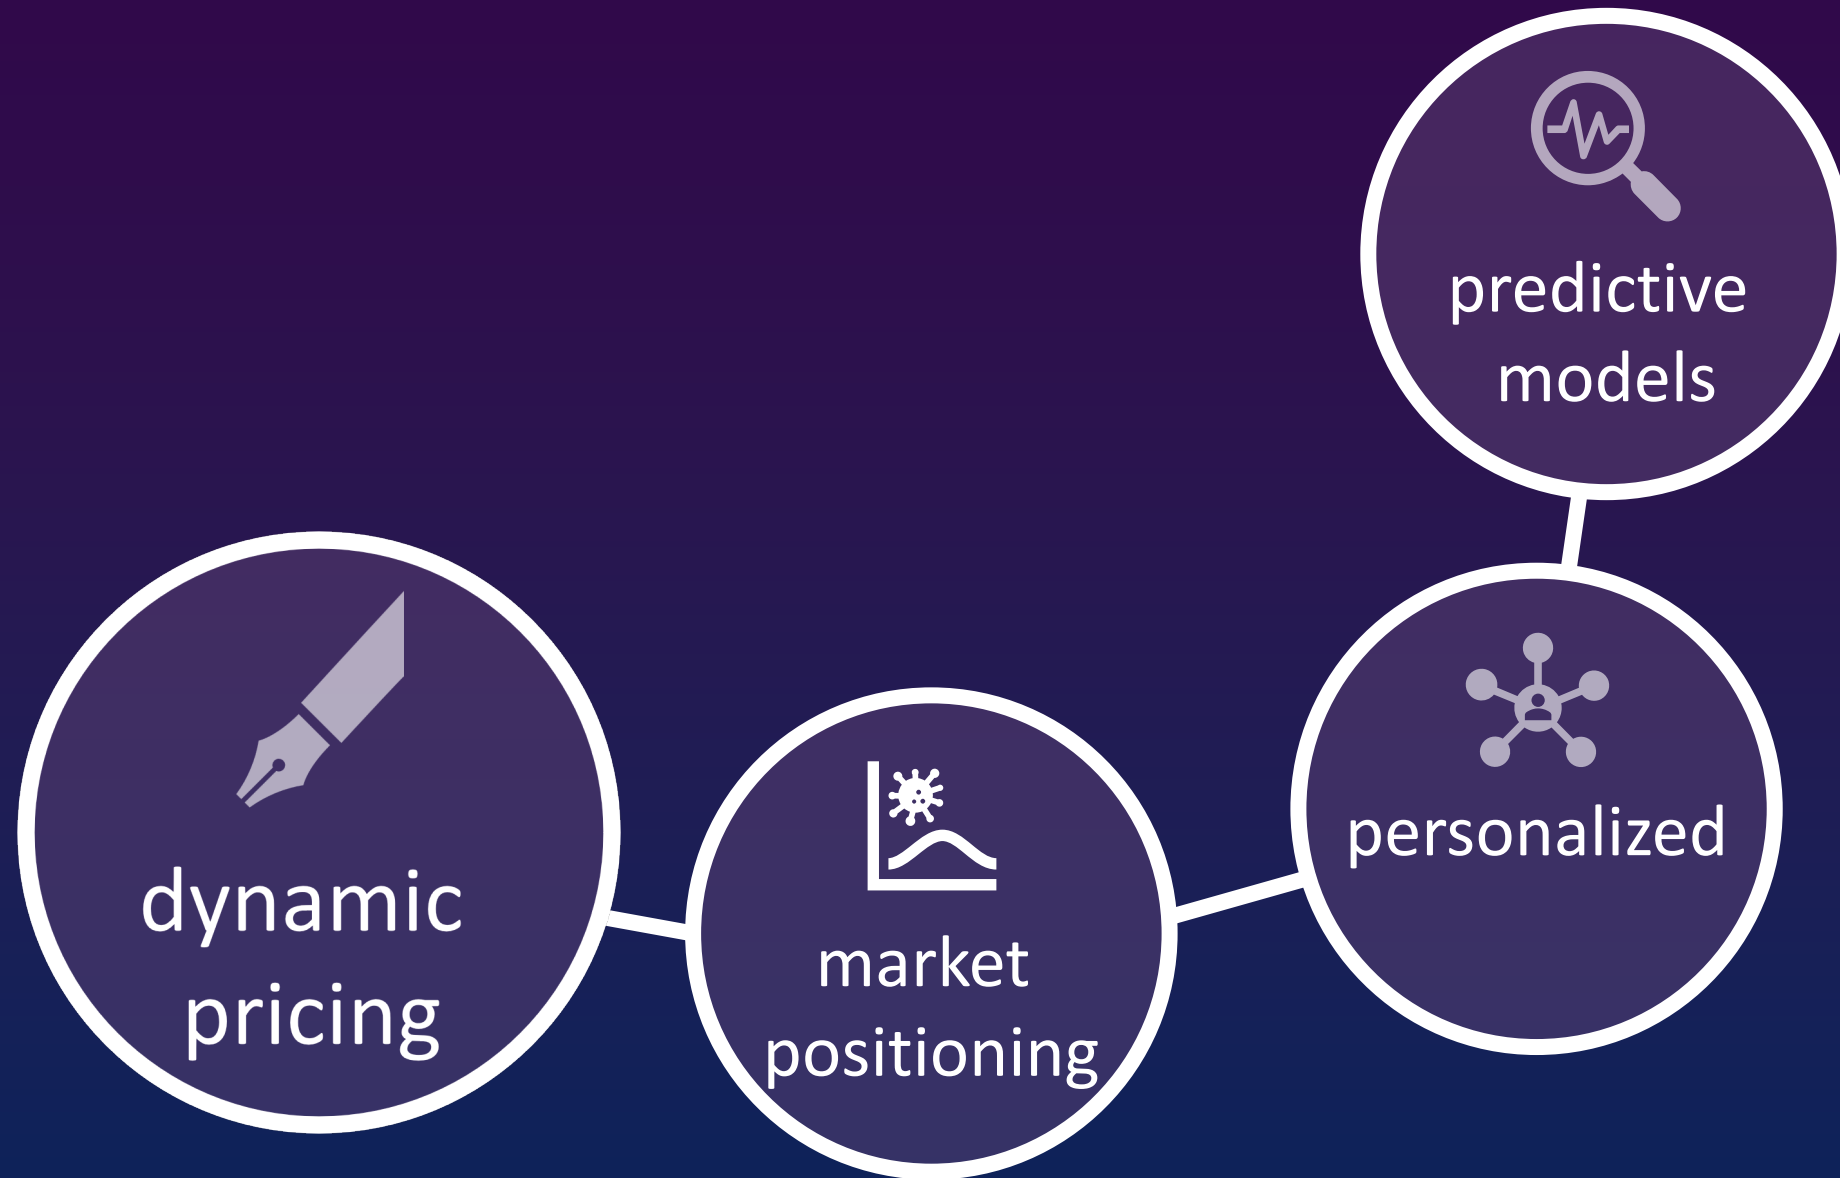 predictive
models
dynamic
pricing
market
positioning
personalized